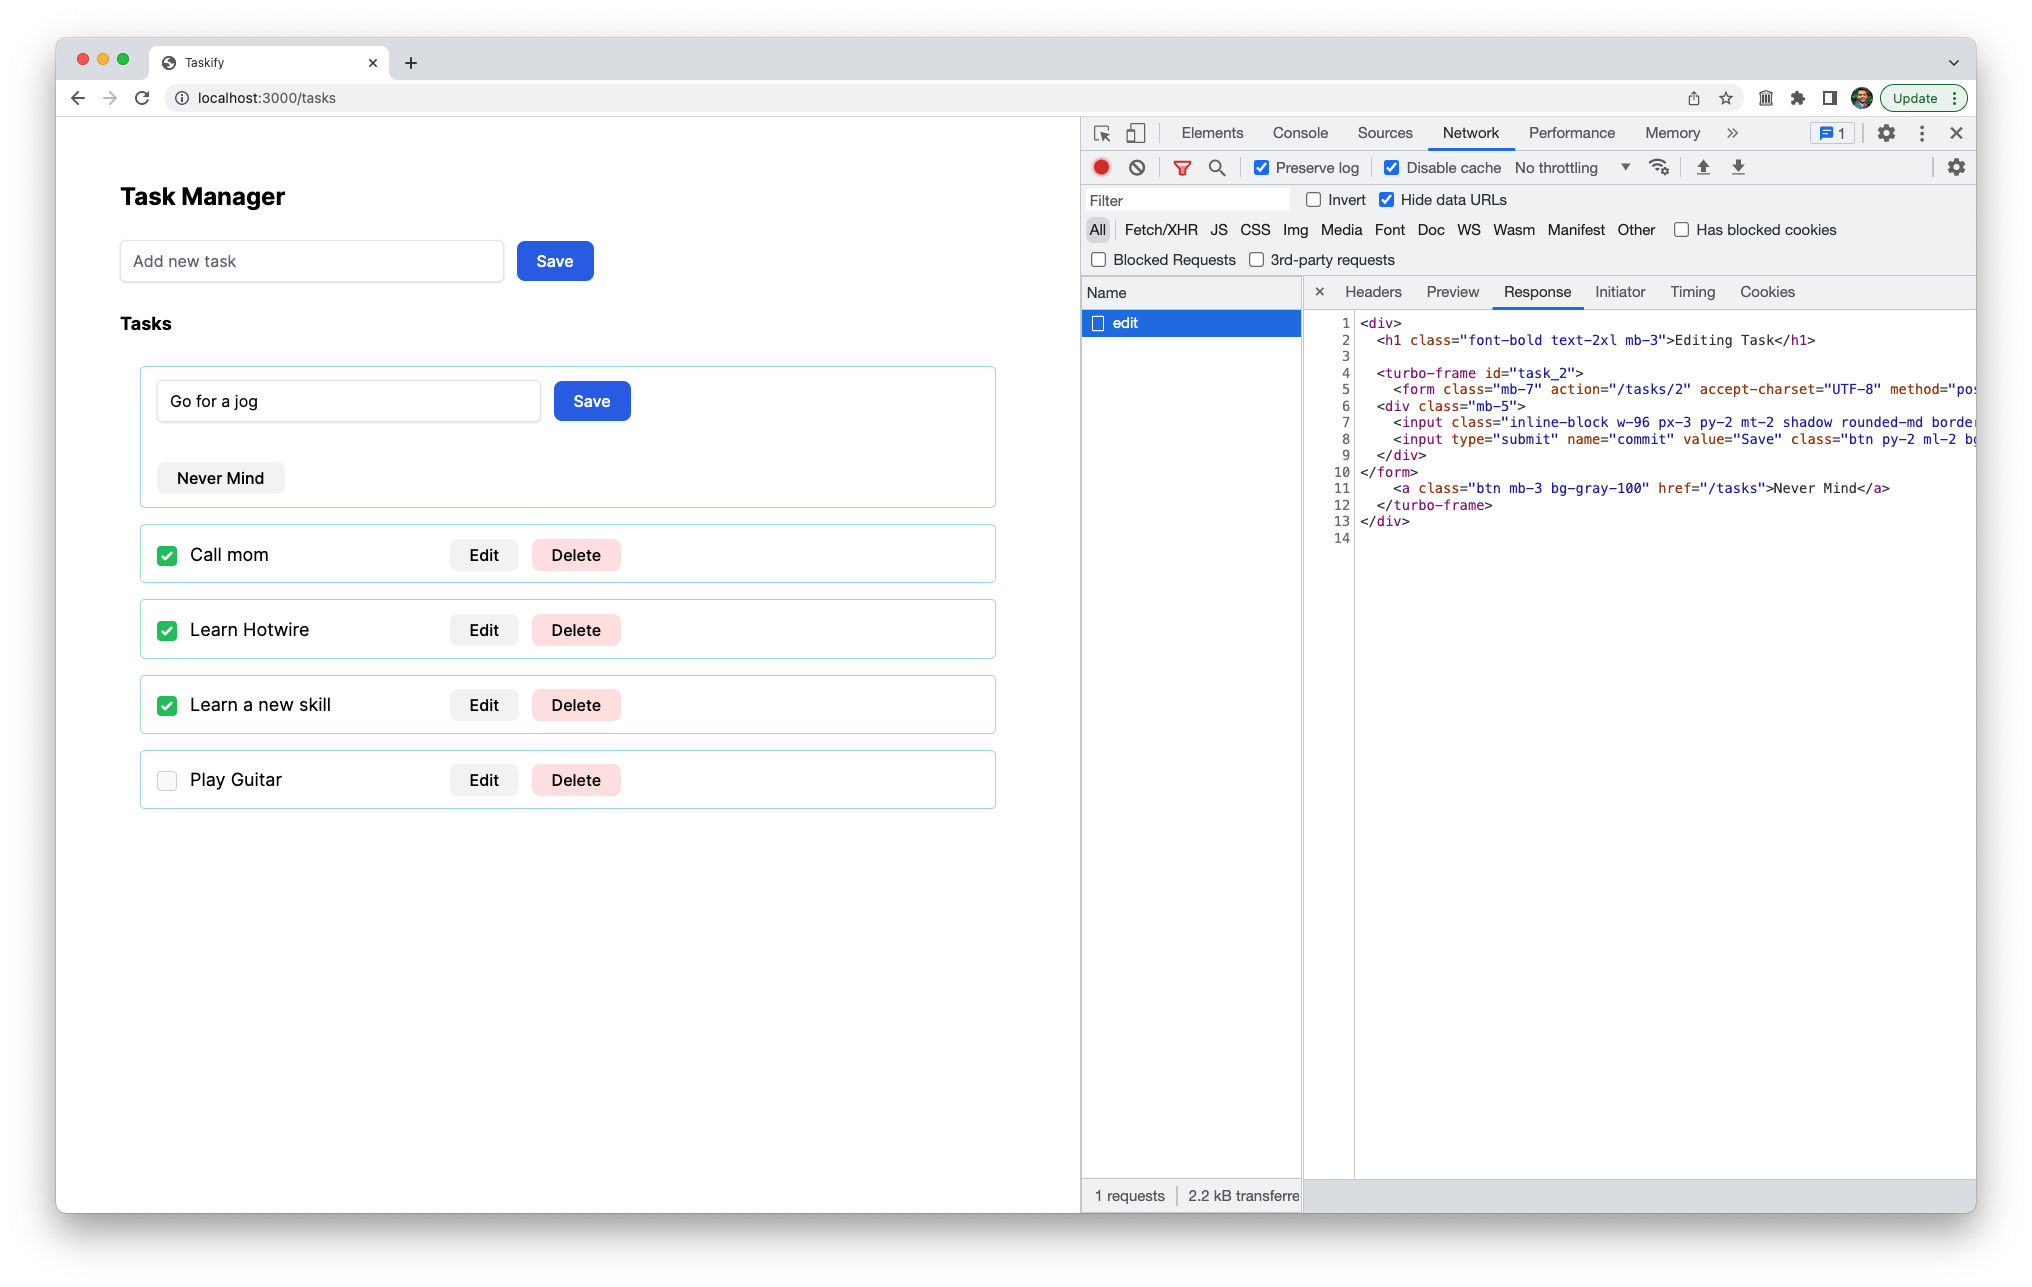 Taskify
localhost:3000/tasks
Update
Task Manager
Add new task
Save
Tasks
Go for a jog
Save
Never Mind
Call mom
Edit
Delete
Learn Hotwire
Edit
Delete
Learn a new skill
Edit
Delete
Play Guitar
Edit
Delete
Elements Console Sources Network Performance Memory 1
Preserve log Disable cache No throttling
Filter Invert Hide data URLs
All Fetch/XHR JS CSS Img Media Font Doc WS Wasm Manifest Other Has blocked cookies
Blocked Requests 3rd-party requests
Name
edit
1 requests 2.2 kB transferre
Headers Preview Response Initiator Timing Cookies
1 <div>
2 <h1 class="font-bold text-2xl mb-3">Editing Task</h1>
3
4 <turbo-frame id="task_2">
5 <form class="mb-7" action="/tasks/2" accept-charset="UTF-8" method="pos
6 <div class="mb-5">
7 <input class="inline-block w-96 px-3 py-2 mt-2 shadow rounded-md border
8 <input type="submit" name="commit" value="Save" class="btn py-2 ml-2 bg
9 </div>
10 </form>
11 <a class="btn mb-3 bg-gray-100" href="/tasks">Never Mind</a>
12 </turbo-frame>
13 </div>
14